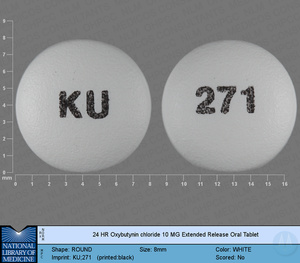 KU
271
9
8
7
6
5
4
3
2
1
0
mm
0 1 2 3 4 5 6 7 8 9 10 11 12 13 14 15 16
24 HR Oxybutynin chloride 10 MG Extended Release Oral Tablet
NATIONAL
LIBRARY OF
MEDICINE
Shape: ROUND Size: 8mm Color: WHITE
Imprint: KU;271 (printed;black) Scored: No